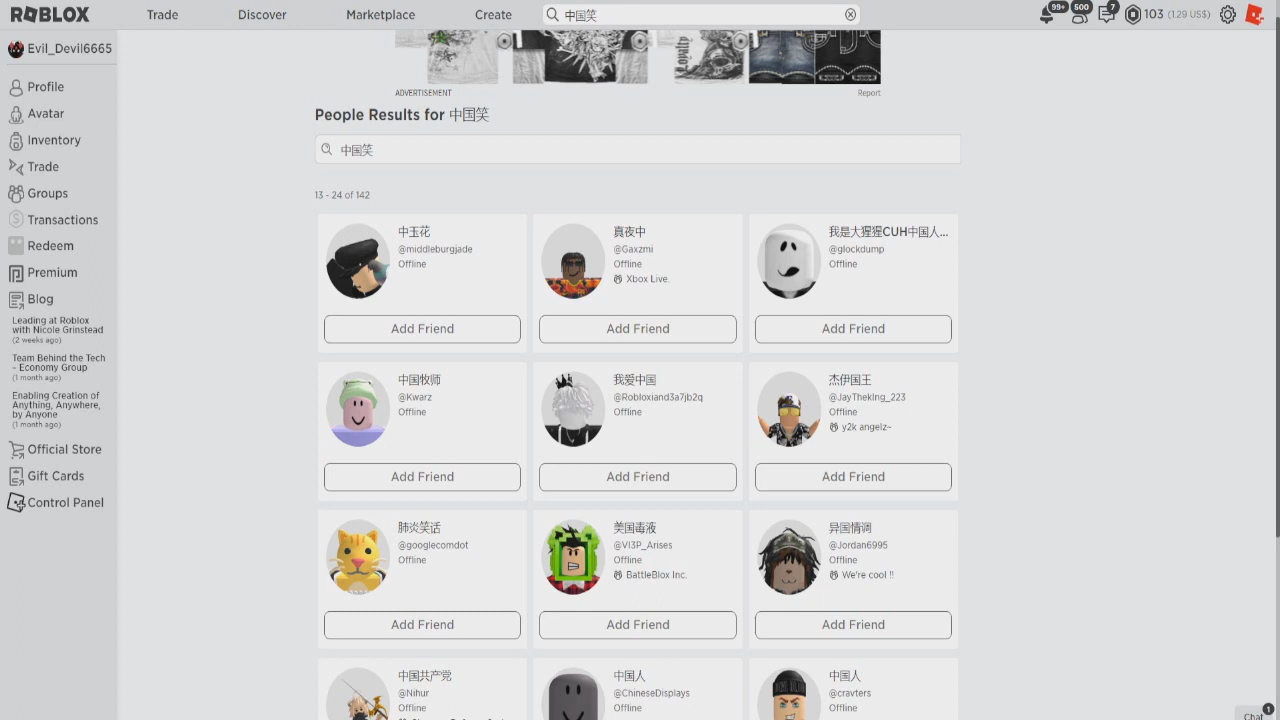 ROBLOX
Trade
Discover
Marketplace
Create
中国笑
99+
500
7
103 (1.29 US$)
Evil_Devil6665
Profile
Avatar
Inventory
Trade
Groups
Transactions
Redeem
Premium
Blog
Leading at Roblox
with Nicole Grinstead
(2 weeks ago)
Team Behind the Tech
- Economy Group
(1 month ago)
Enabling Creation of
Anything, Anywhere,
by Anyone
(1 month ago)
Official Store
Gift Cards
Control Panel
Loyalty
ADVERTISEMENT
Report
People Results for 中国笑
中国笑
13 - 24 of 142
中玉花
@middleburgjade
Offline
Add Friend
真夜中
@Gaxzmi
Offline
Xbox Live.
Add Friend
我是大猩猩CUH中国人...
@glockdump
Offline
Add Friend
中国牧师
@Kwarz
Offline
Add Friend
我爱中国
@Robloxiand3a7jb2q
Offline
Add Friend
杰伊国王
@JayTheKIng_223
Offline
y2k angelz~
Add Friend
肺炎笑话
@googlecomdot
Offline
Add Friend
美国毒液
@VI3P_Arises
Offline
BattleBlox Inc.
Add Friend
异国情调
@Jordan6995
Offline
We're cool !!
Add Friend
中国共产党
@Nihur
Offline
中国人
@ChineseDisplays
Offline
中国人
@cravters
Offline
Chat
1